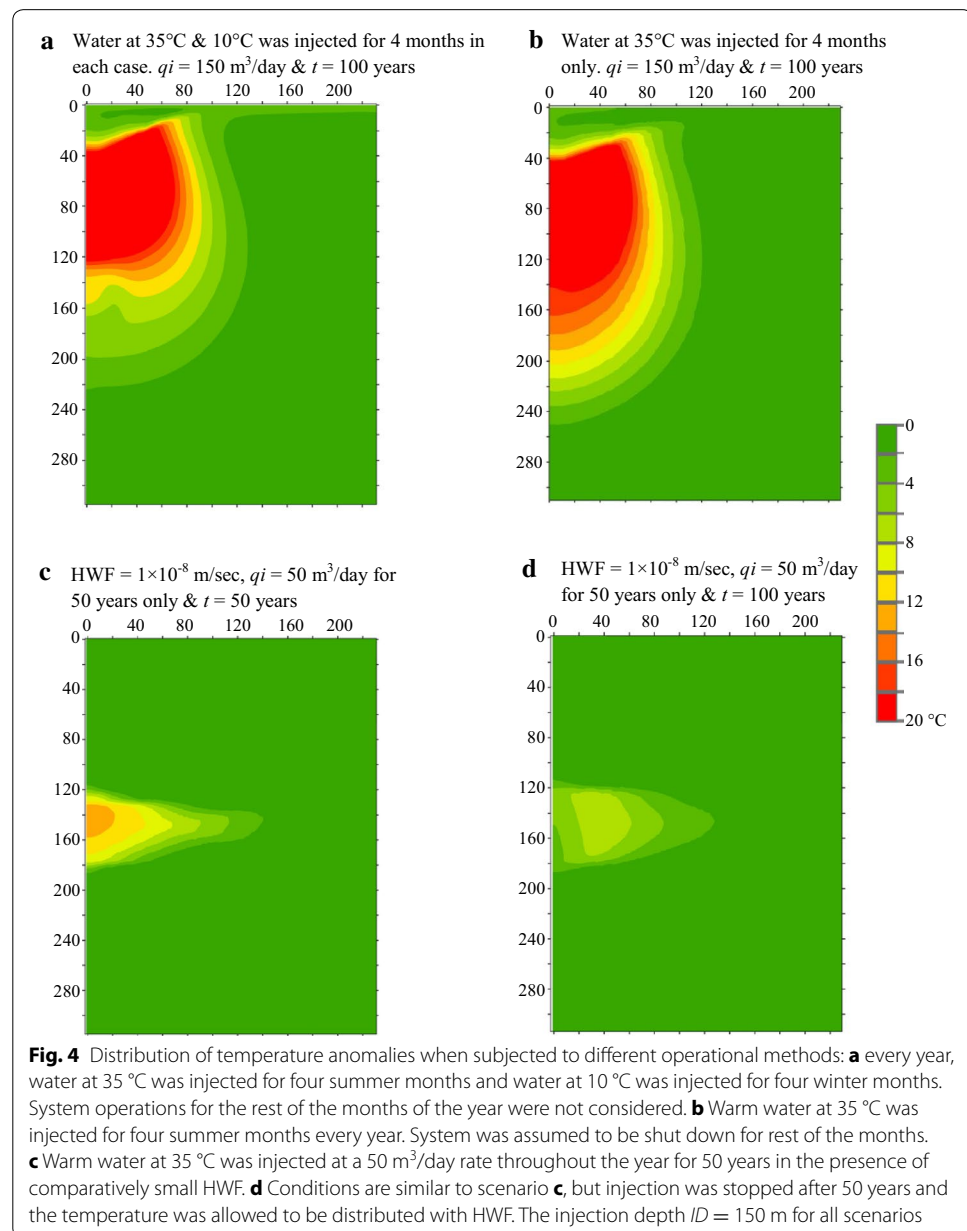 a Water at 35°C & 10°C was injected for 4 months in
each case. qi = 150 m³/day & t = 100 years
0 40 80 120 160 200
0
40
80
120
160
200
240
280
b Water at 35°C was injected for 4 months
only. qi = 150 m³/day & t = 100 years
0 40 80 120 160 200
0
40
80
120
160
200
240
280
0
4
8
12
16
20 °C
c HWF = 1×10⁻⁸ m/sec, qi = 50 m³/day for
50 years only & t = 50 years
0 40 80 120 160 200
0
40
80
120
160
200
240
280
d HWF = 1×10⁻⁸ m/sec, qi = 50 m³/day
for 50 years only & t = 100 years
0 40 80 120 160 200
0
40
80
120
160
200
240
280
Fig. 4 Distribution of temperature anomalies when subjected to different operational methods: a every year,
water at 35 °C was injected for four summer months and water at 10 °C was injected for four winter months.
System operations for the rest of the months of the year were not considered. b Warm water at 35 °C was
injected for four summer months every year. System was assumed to be shut down for rest of the months.
c Warm water at 35 °C was injected at a 50 m³/day rate throughout the year for 50 years in the presence of
comparatively small HWF. d Conditions are similar to scenario c, but injection was stopped after 50 years and
the temperature was allowed to be distributed with HWF. The injection depth ID = 150 m for all scenarios